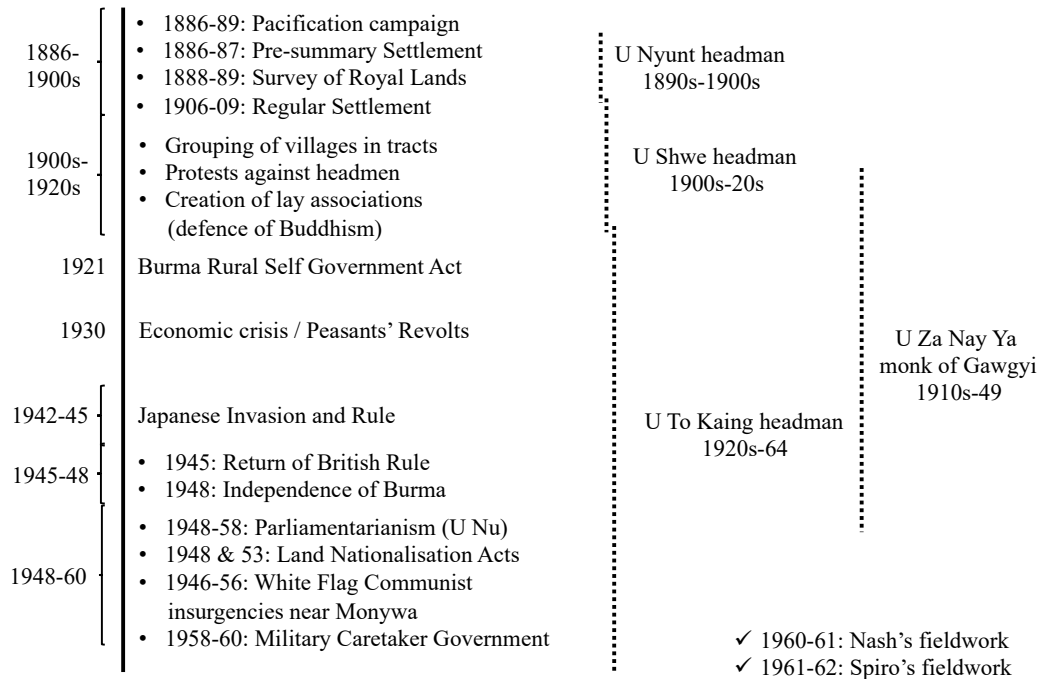 1886-
1900s
• 1886-89: Pacification campaign
• 1886-87: Pre-summary Settlement
• 1888-89: Survey of Royal Lands
• 1906-09: Regular Settlement
U Nyunt headman
1890s-1900s
1900s-
1920s
• Grouping of villages in tracts
• Protests against headmen
• Creation of lay associations
(defence of Buddhism)
U Shwe headman
1900s-20s
1921 Burma Rural Self Government Act
1930 Economic crisis / Peasants’ Revolts
U Za Nay Ya
monk of Gawgyi
1910s-49
1942-45 Japanese Invasion and Rule
U To Kaing headman
1920s-64
1945-48
• 1945: Return of British Rule
• 1948: Independence of Burma
1948-60
• 1948-58: Parliamentarianism (U Nu)
• 1948 & 53: Land Nationalisation Acts
• 1946-56: White Flag Communist
insurgencies near Monywa
• 1958-60: Military Caretaker Government
✓ 1960-61: Nash’s fieldwork
✓ 1961-62: Spiro’s fieldwork